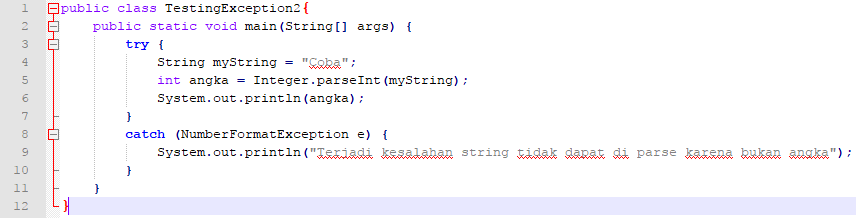 1 public class TestingException2{
2 public static void main(String[] args) {
3 try {
4 String myString = "Coba";
5 int angka = Integer.parseInt(myString);
6 System.out.println(angka);
7 }
8 catch (NumberFormatException e) {
9 System.out.println("Terjadi kesalahan string tidak dapat di parse karena bukan angka");
10 }
11 }
12 }